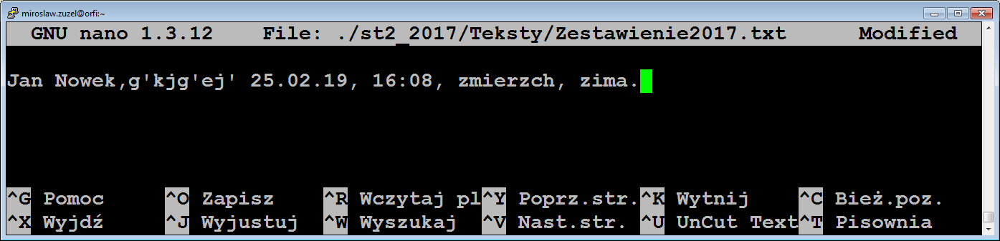 miroslaw.zuzel@orfi:~
GNU nano 1.3.12 File: ./st2_2017/Teksty/Zestawienie2017.txt Modified
Jan Nowek,g'kjg'ej' 25.02.19, 16:08, zmierzch, zima.
^G Pomoc ^O Zapisz ^R Wczytaj pl^Y Poprz.str.^K Wytnij ^C Bież.poz.
^X Wyjdź ^J Wyjustuj ^W Wyszukaj ^V Nast.str. ^U UnCut Text^T Pisownia